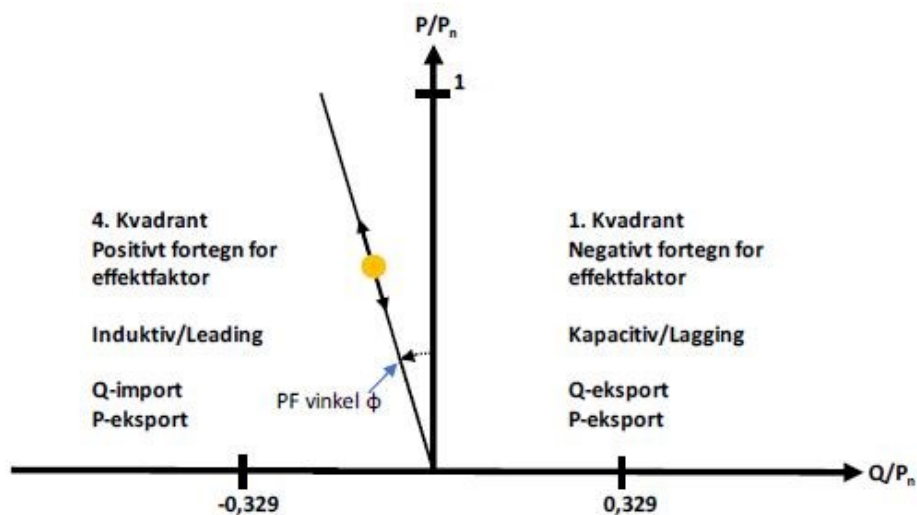 P/Pn
1
4. Kvadrant
Positivt fortegn for
effektfaktor
Induktiv/Leading
Q-import
P-eksport
1. Kvadrant
Negativt fortegn for
effektfaktor
Kapacitiv/Lagging
Q-eksport
P-eksport
PF vinkel ϕ
-0,329
0,329
Q/Pn